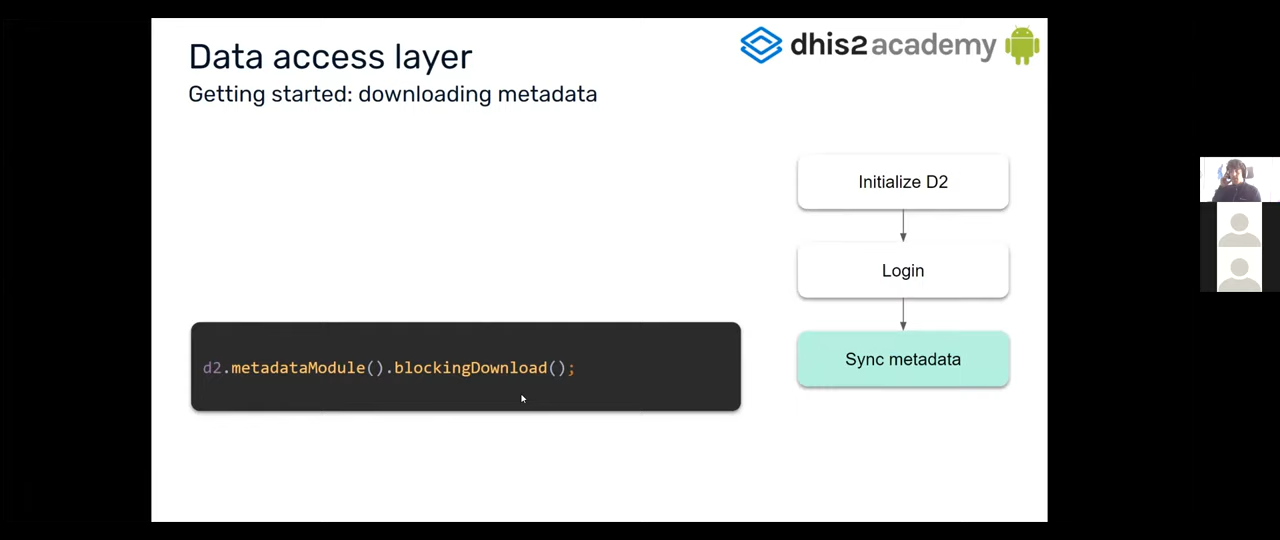 Data access layer
dhis2 academy
Getting started: downloading metadata
Initialize D2
Login
Sync metadata
d2.metadataModule().blockingDownload();